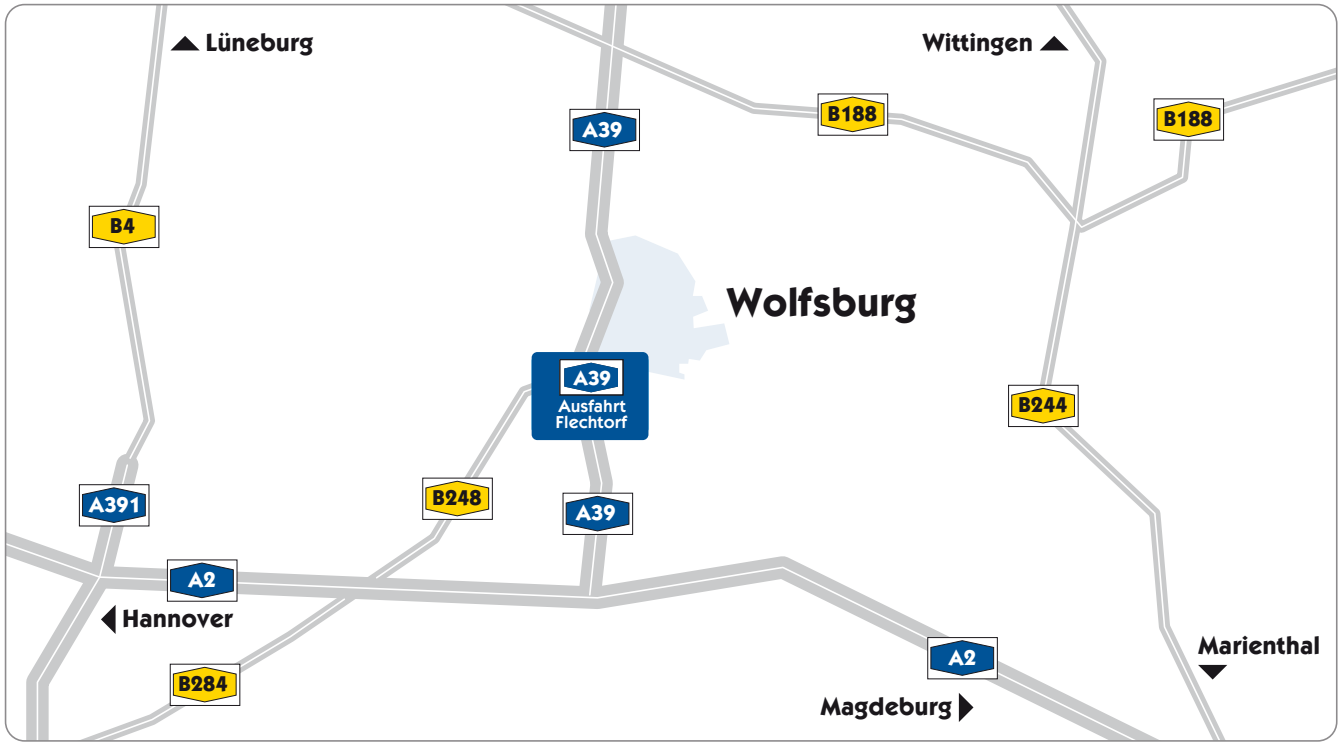 Lüneburg
Wittingen
B188
B188
A39
B4
Wolfsburg
A39
Ausfahrt
Flechtorf
B244
B248
A391
A39
A2
Hannover
Marienthal
A2
B284
Magdeburg